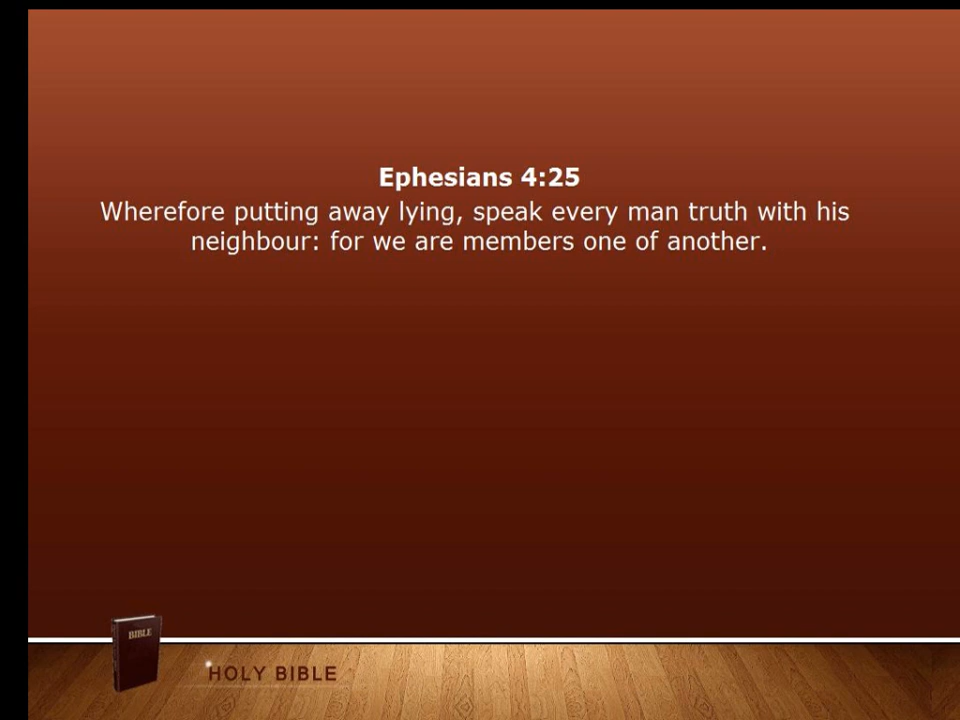 Ephesians 4:25
Wherefore putting away lying, speak every man truth with his
neighbour: for we are members one of another.
BIBLE
HOLY BIBLE